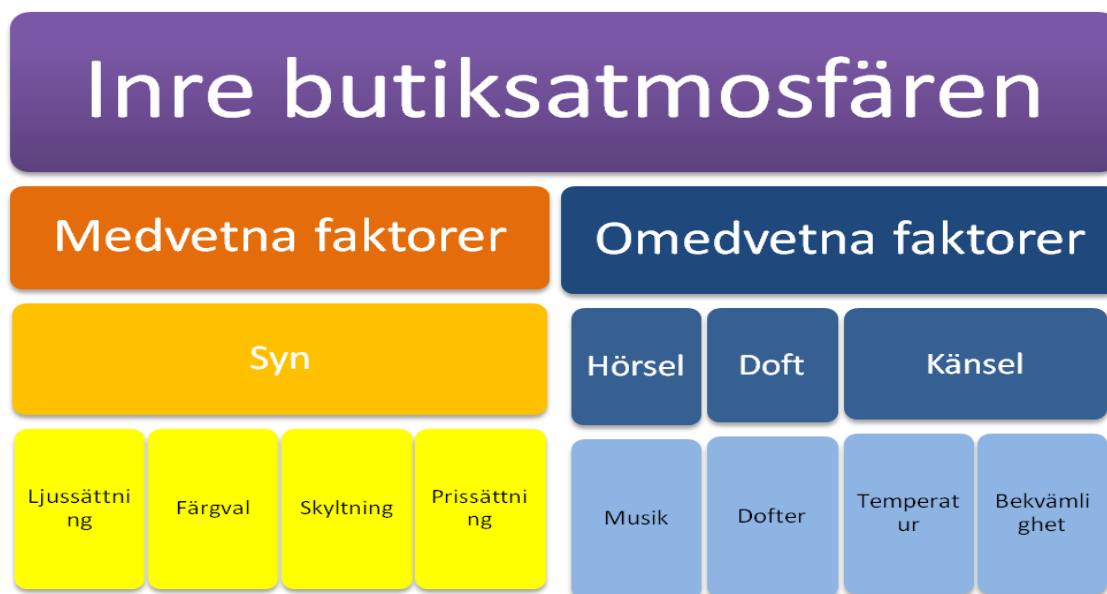 Inre butiksatmosfären
Medvetna faktorer
Omedvetna faktorer
Syn
Hörsel
Doft
Känsel
Ljussättni
ng
Färgval
Skyltning
Prissättni
ng
Musik
Dofter
Temperat
ur
Bekvämli
ghet